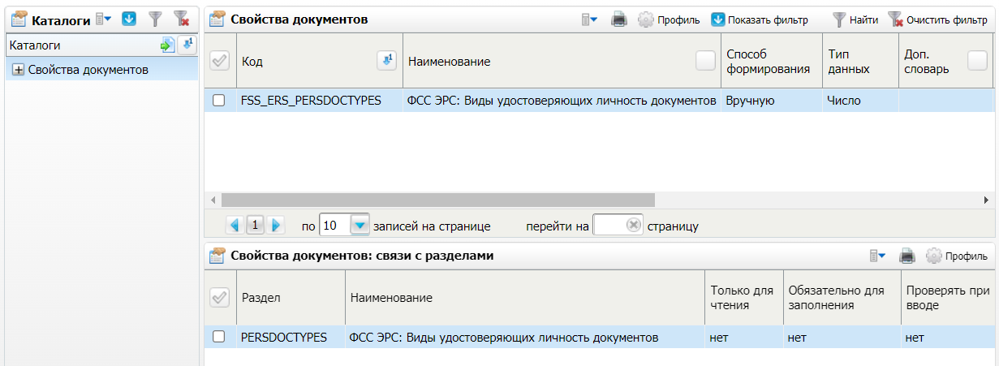 Каталоги
Каталоги
Свойства документов
Свойства документов
Профиль Показать фильтр Найти Очистить фильтр
Код Наименование Способ формирования Тип данных Доп. словарь
FSS_ERS_PERSDOCTYPES ФСС ЭРС: Виды удостоверяющих личность документов Вручную Число
1 по 10 записей на странице перейти на страницу
Свойства документов: связи с разделами
Профиль
Раздел Наименование Только для чтения Обязательно для заполнения Проверять при вводе
PERSDOCTYPES ФСС ЭРС: Виды удостоверяющих личность документов нет нет нет